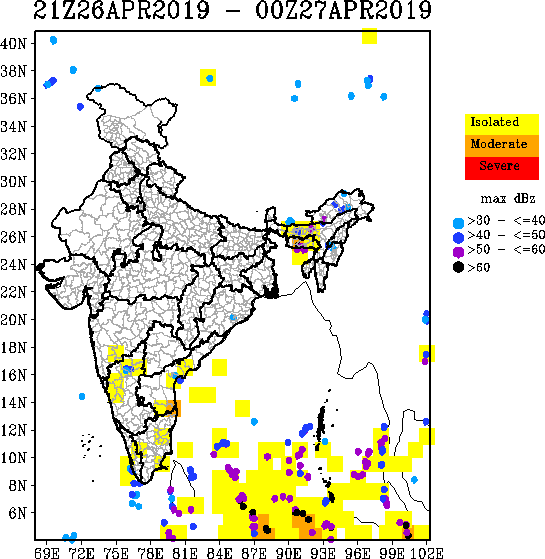 21Z26APR2019 - 00Z27APR2019
40N
38N
36N
34N
32N
30N
28N
26N
24N
22N
20N
18N
16N
14N
12N
10N
8N
6N
69E 72E 75E 78E 81E 84E 87E 90E 93E 96E 99E 102E
Isolated
Moderate
Severe
max dBz
>30 - <=40
>40 - <=50
>50 - <=60
>60